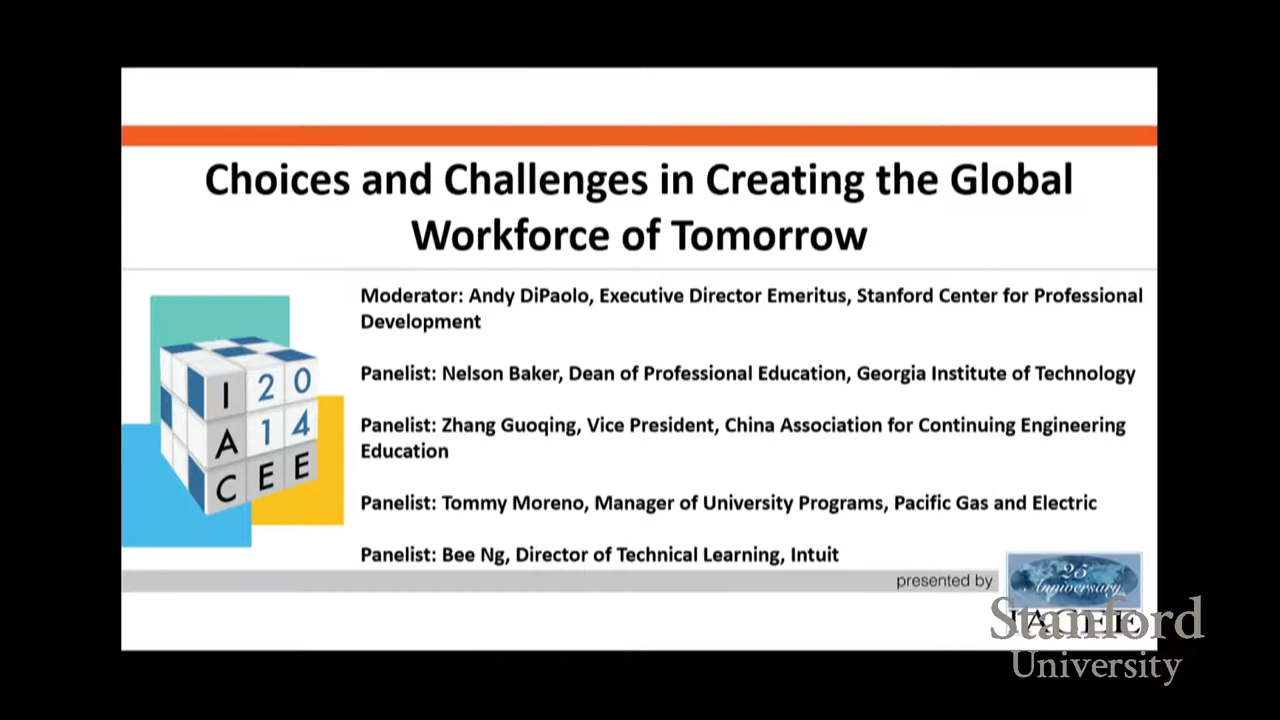 Choices and Challenges in Creating the Global
Workforce of Tomorrow
Moderator: Andy DiPaolo, Executive Director Emeritus, Stanford Center for Professional
Development
Panelist: Nelson Baker, Dean of Professional Education, Georgia Institute of Technology
Panelist: Zhang Guoqing, Vice President, China Association for Continuing Engineering
Education
Panelist: Tommy Moreno, Manager of University Programs, Pacific Gas and Electric
Panelist: Bee Ng, Director of Technical Learning, Intuit
I 2 0
A 1 4
C E E
presented by
25th
Anniversary
IACEE
Stanford
University